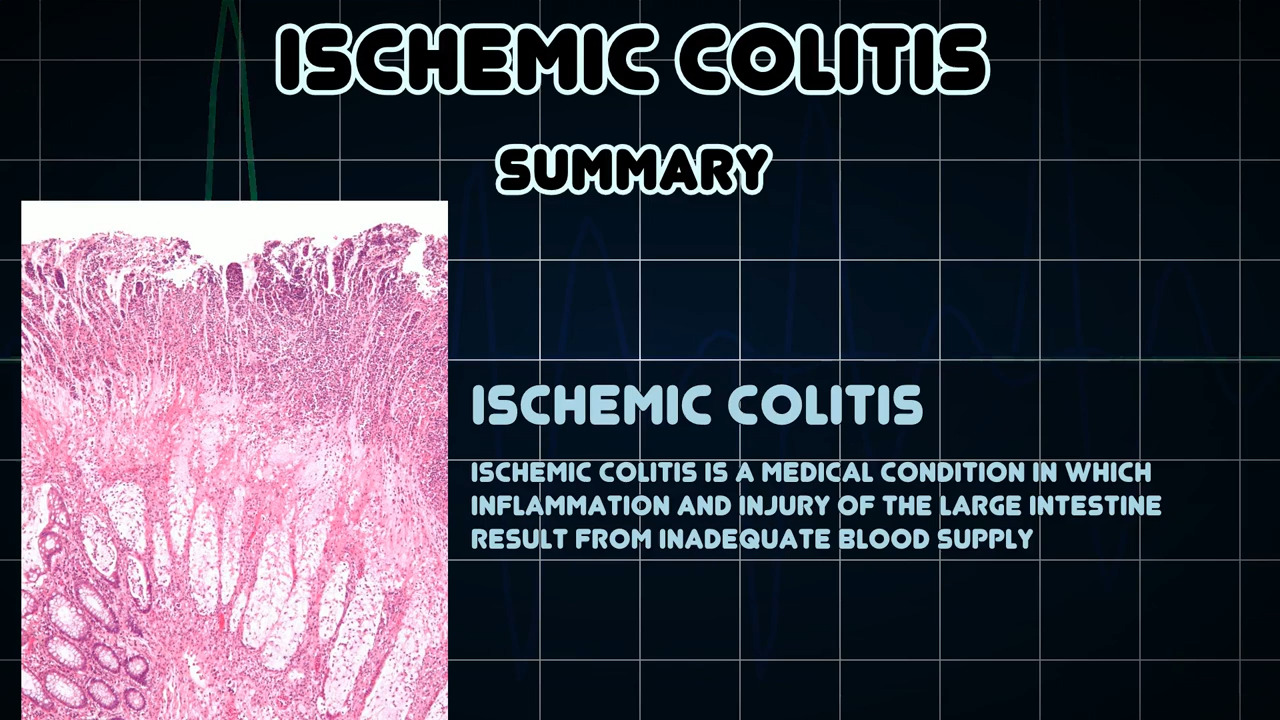 ISCHEMIC COLITIS
SUMMARY
ISCHEMIC COLITIS
ISCHEMIC COLITIS IS A MEDICAL CONDITION IN WHICH
INFLAMMATION AND INJURY OF THE LARGE INTESTINE
RESULT FROM INADEQUATE BLOOD SUPPLY